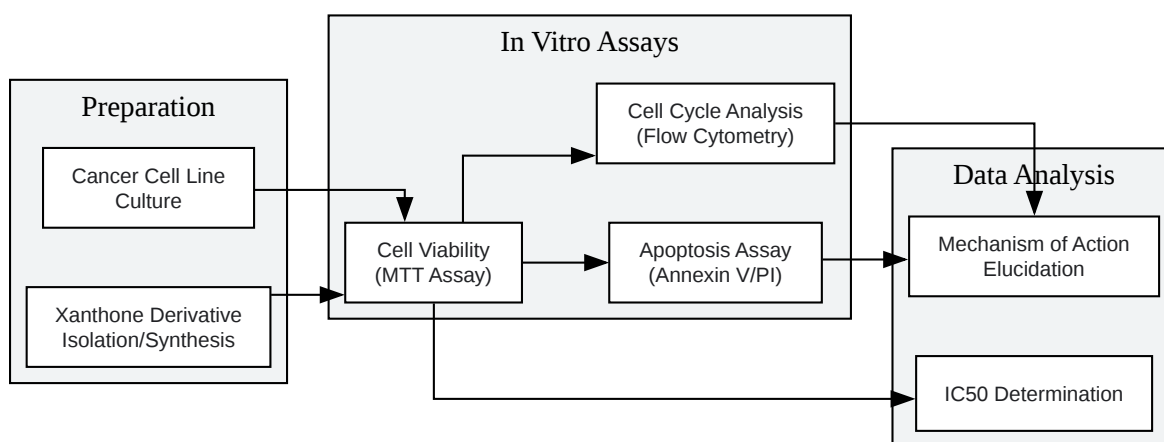 Preparation
Cancer Cell Line
Culture
Xanthone Derivative
Isolation/Synthesis
In Vitro Assays
Cell Viability
(MTT Assay)
Cell Cycle Analysis
(Flow Cytometry)
Apoptosis Assay
(Annexin V/PI)
Data Analysis
Mechanism of Action
Elucidation
IC50 Determination